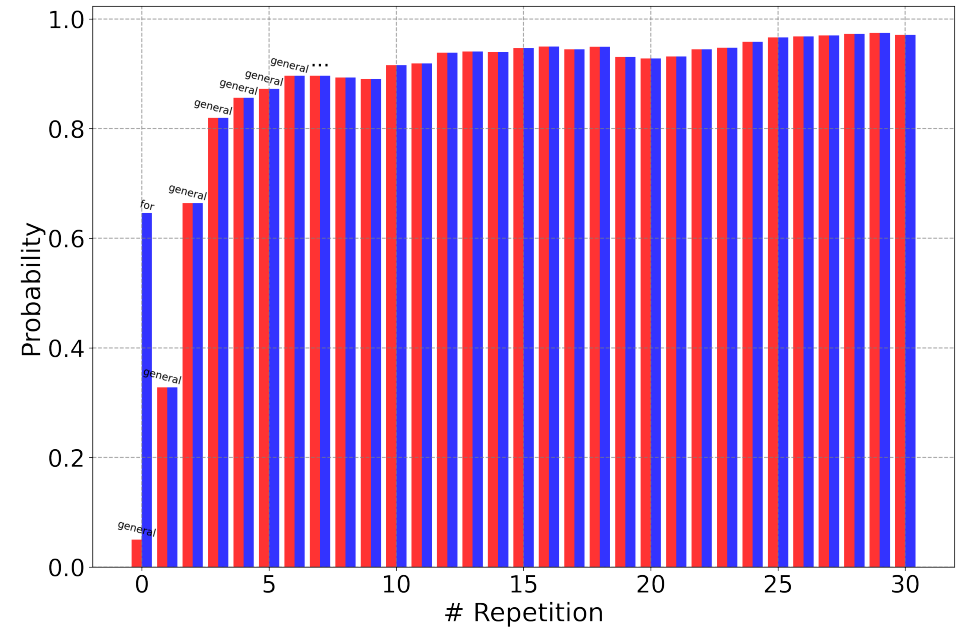 1.0
0.8
0.6
0.4
0.2
0.0
Probability
general
for
general
general
general
general
general
general
...
0
5
10
15
20
25
30
# Repetition